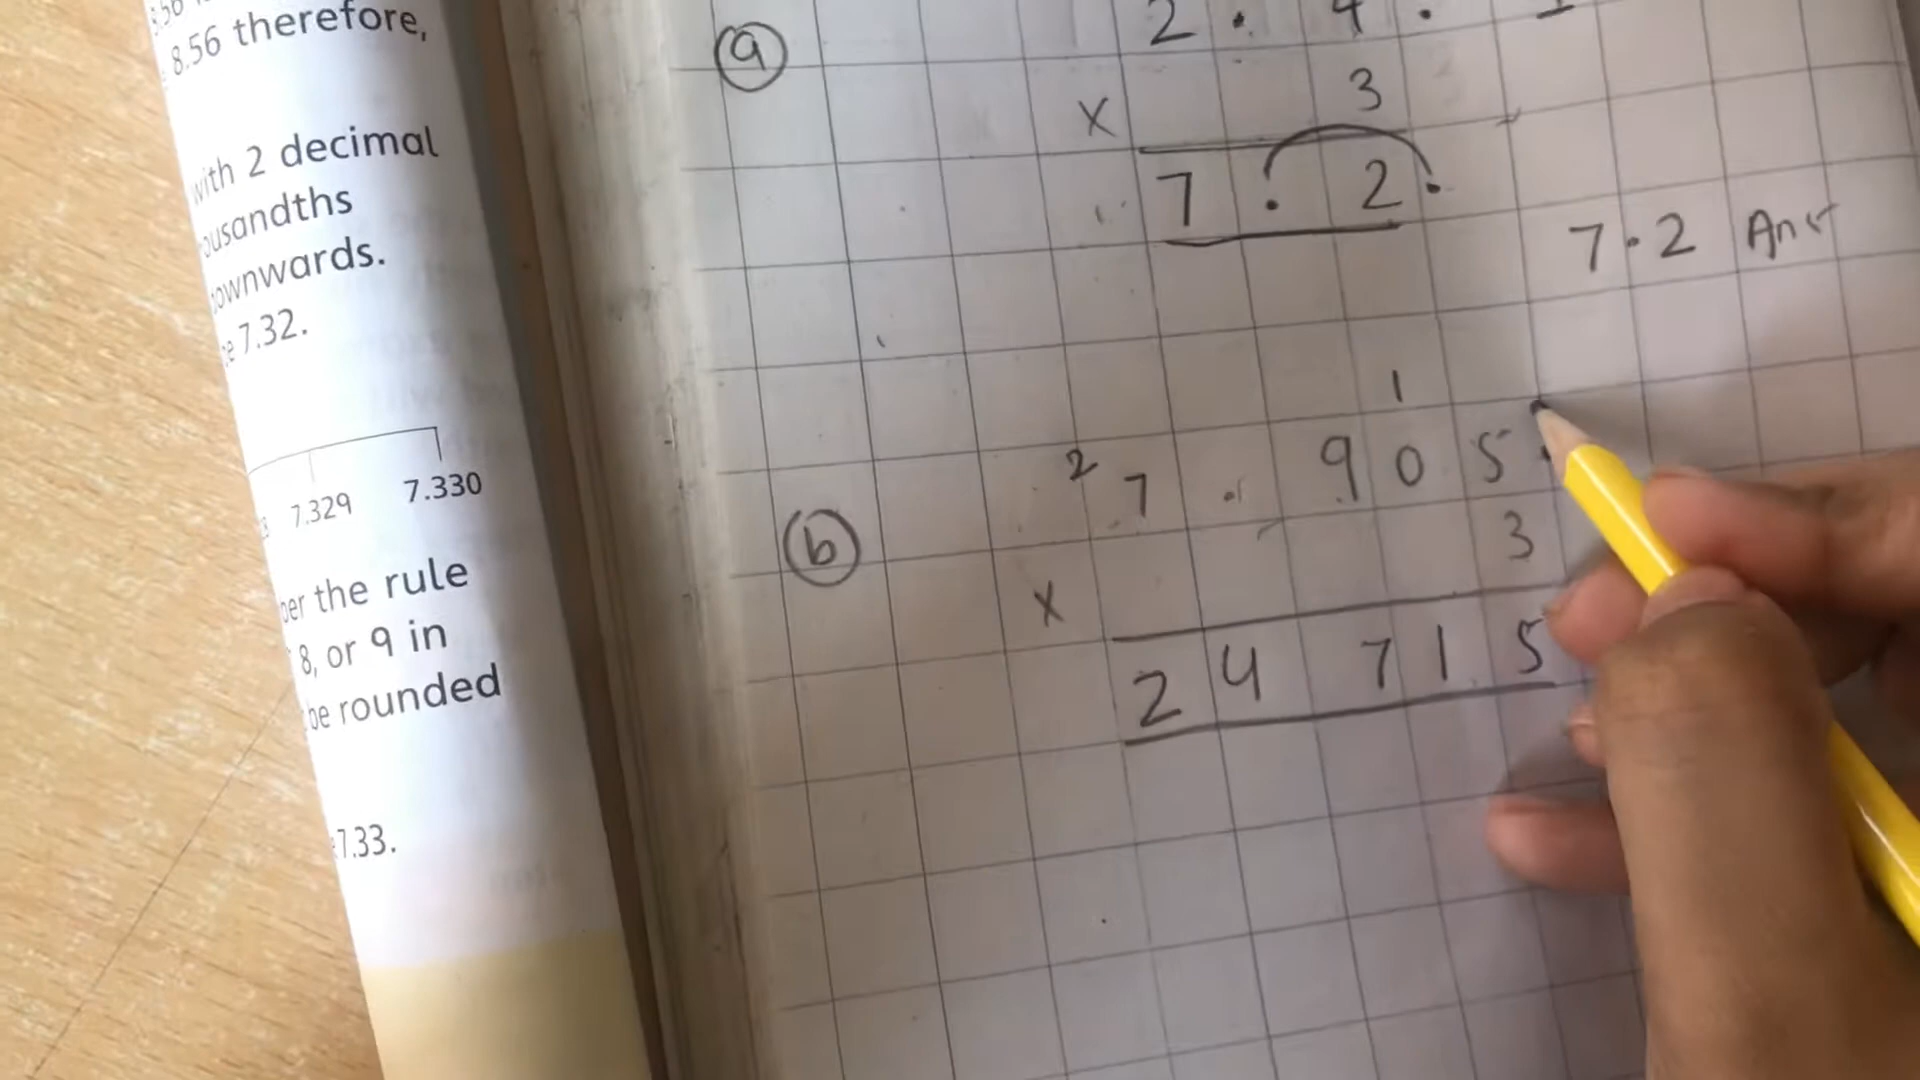 8.56 therefore,
with 2 decimal
ousandths
ownwards.
e 7.32.
7.329 7.330
ber the rule
8, or 9 in
be rounded
7.33.
a
2 . 4 .
3
X
7 . 2 .
7.2 Ans
1
2 7 . 9 0 5 .
b
3
X
2 4 7 1 5